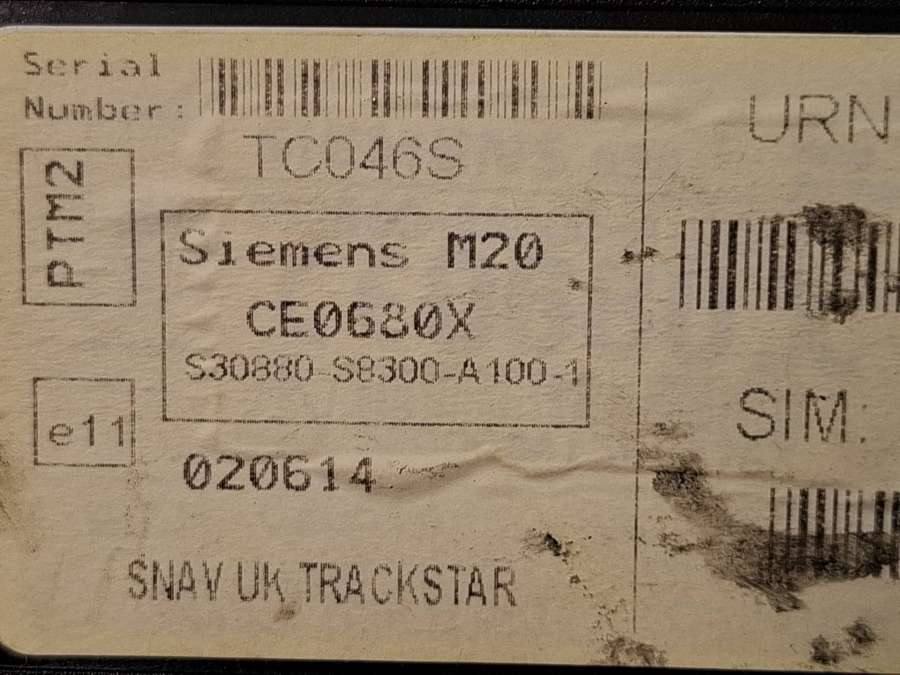 Serial
Number:
TC046S
URN
PTM2
Siemens M20
CE0680X
S30880-S8300-A100-1
SIM:
e11
020614
SNAV UK TRACKSTAR